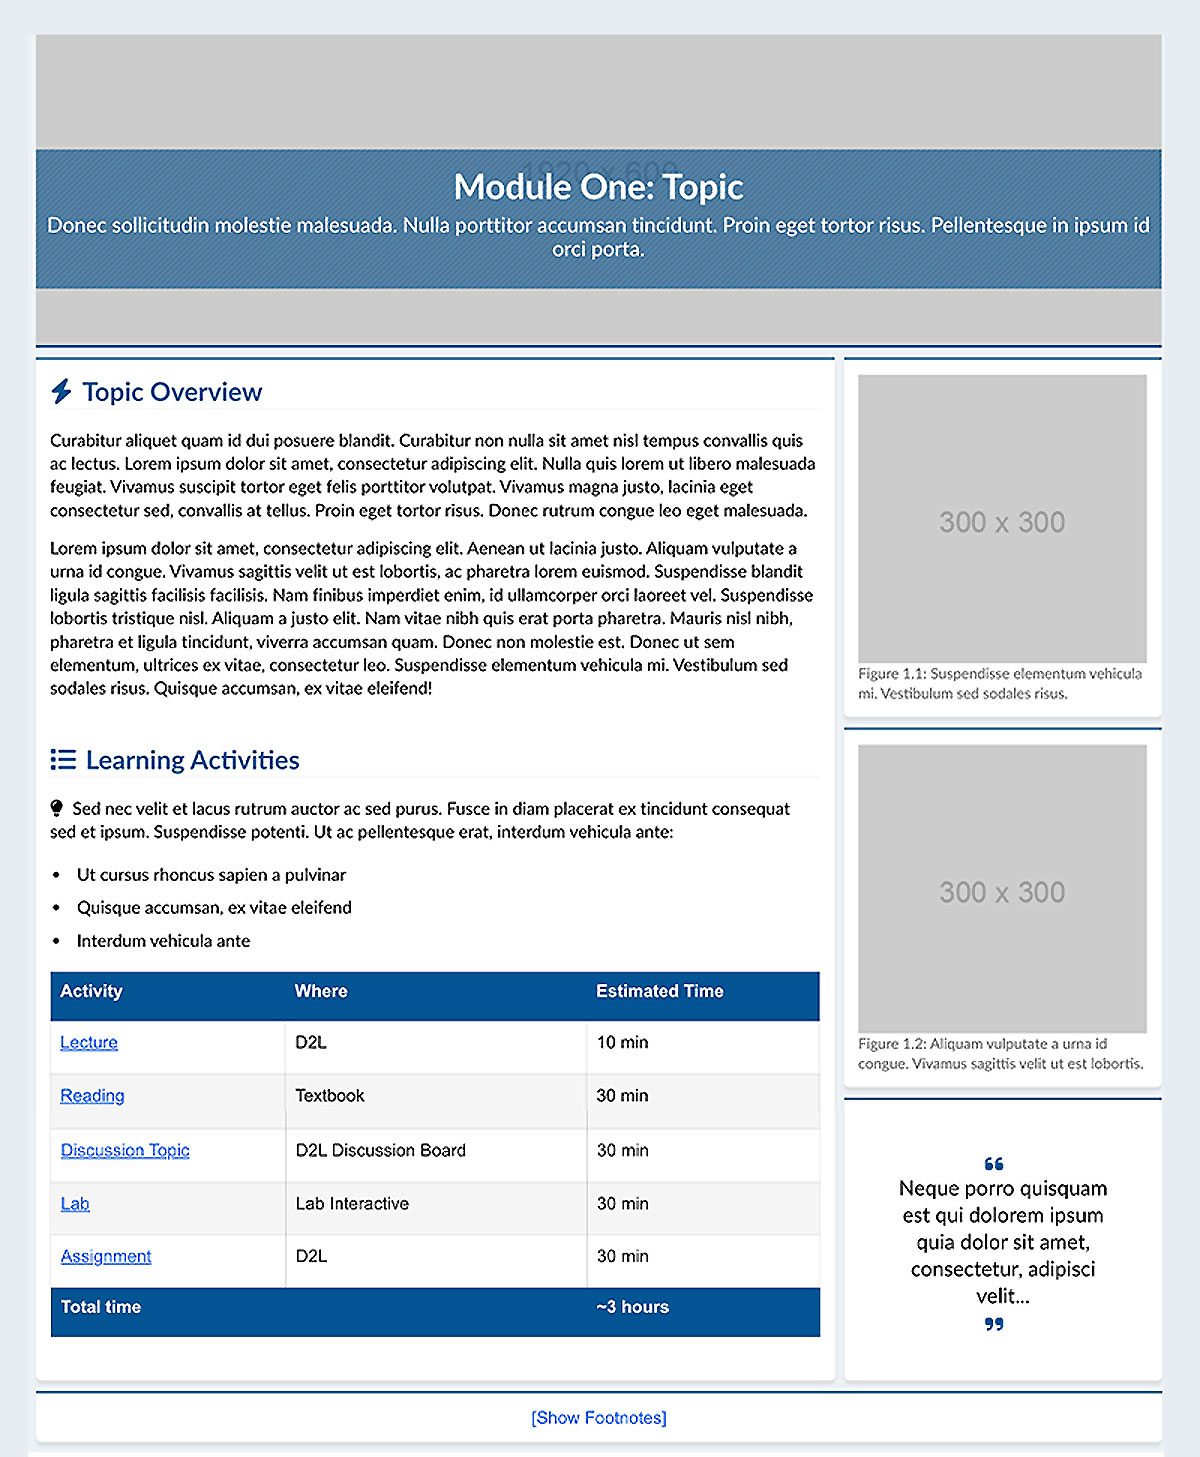 1920 x 600
Module One: Topic
Donec sollicitudin molestie malesuada. Nulla porttitor accumsan tincidunt. Proin eget tortor risus. Pellentesque in ipsum id
orci porta.
Topic Overview
Curabitur aliquet quam id dui posuere blandit. Curabitur non nulla sit amet nisl tempus convallis quis
ac lectus. Lorem ipsum dolor sit amet, consectetur adipiscing elit. Nulla quis lorem ut libero malesuada
feugiat. Vivamus suscipit tortor eget felis porttitor volutpat. Vivamus magna justo, lacinia eget
consectetur sed, convallis at tellus. Proin eget tortor risus. Donec rutrum congue leo eget malesuada.
Lorem ipsum dolor sit amet, consectetur adipiscing elit. Aenean ut lacinia justo. Aliquam vulputate a
urna id congue. Vivamus sagittis velit ut est lobortis, ac pharetra lorem euismod. Suspendisse blandit
ligula sagittis facilisis facilisis. Nam finibus imperdiet enim, id ullamcorper orci laoreet vel. Suspendisse
lobortis tristique nisl. Aliquam a justo elit. Nam vitae nibh quis erat porta pharetra. Mauris nisl nibh,
pharetra et ligula tincidunt, viverra accumsan quam. Donec non molestie est. Donec ut sem
elementum, ultrices ex vitae, consectetur leo. Suspendisse elementum vehicula mi. Vestibulum sed
sodales risus. Quisque accumsan, ex vitae eleifend!
Learning Activities
Sed nec velit et lacus rutrum auctor ac sed purus. Fusce in diam placerat ex tincidunt consequat
sed et ipsum. Suspendisse potenti. Ut ac pellentesque erat, interdum vehicula ante:
• Ut cursus rhoncus sapien a pulvinar
• Quisque accumsan, ex vitae eleifend
• Interdum vehicula ante
Activity Where Estimated Time
Lecture D2L 10 min
Reading Textbook 30 min
Discussion Topic D2L Discussion Board 30 min
Lab Lab Interactive 30 min
Assignment D2L 30 min
Total time ~3 hours
300 x 300
Figure 1.1: Suspendisse elementum vehicula
mi. Vestibulum sed sodales risus.
300 x 300
Figure 1.2: Aliquam vulputate a urna id
congue. Vivamus sagittis velit ut est lobortis.
❝
Neque porro quisquam
est qui dolorem ipsum
quia dolor sit amet,
consectetur, adipisci
velit...
❞
[Show Footnotes]